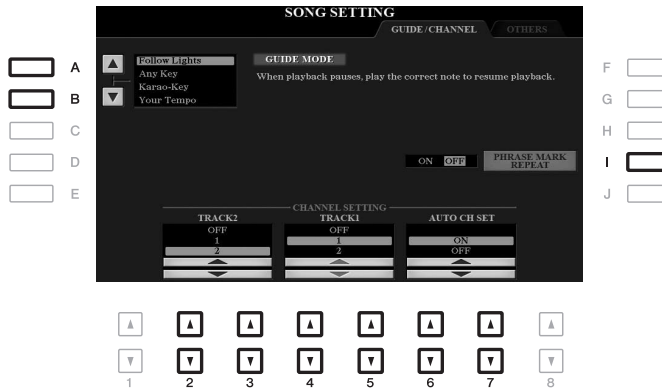 SONG SETTING
GUIDE/CHANNEL
OTHERS
A
B
C
D
E
Follow Lights
Any Key
Karao-Key
Your Tempo
GUIDE MODE
When playback pauses, play the correct note to resume playback.
ON OFF
PHRASE MARK
REPEAT
F
G
H
I
J
CHANNEL SETTING
TRACK2
OFF
1
2
TRACK1
OFF
1
2
AUTO CH SET
ON
OFF
1 2 3 4 5 6 7 8